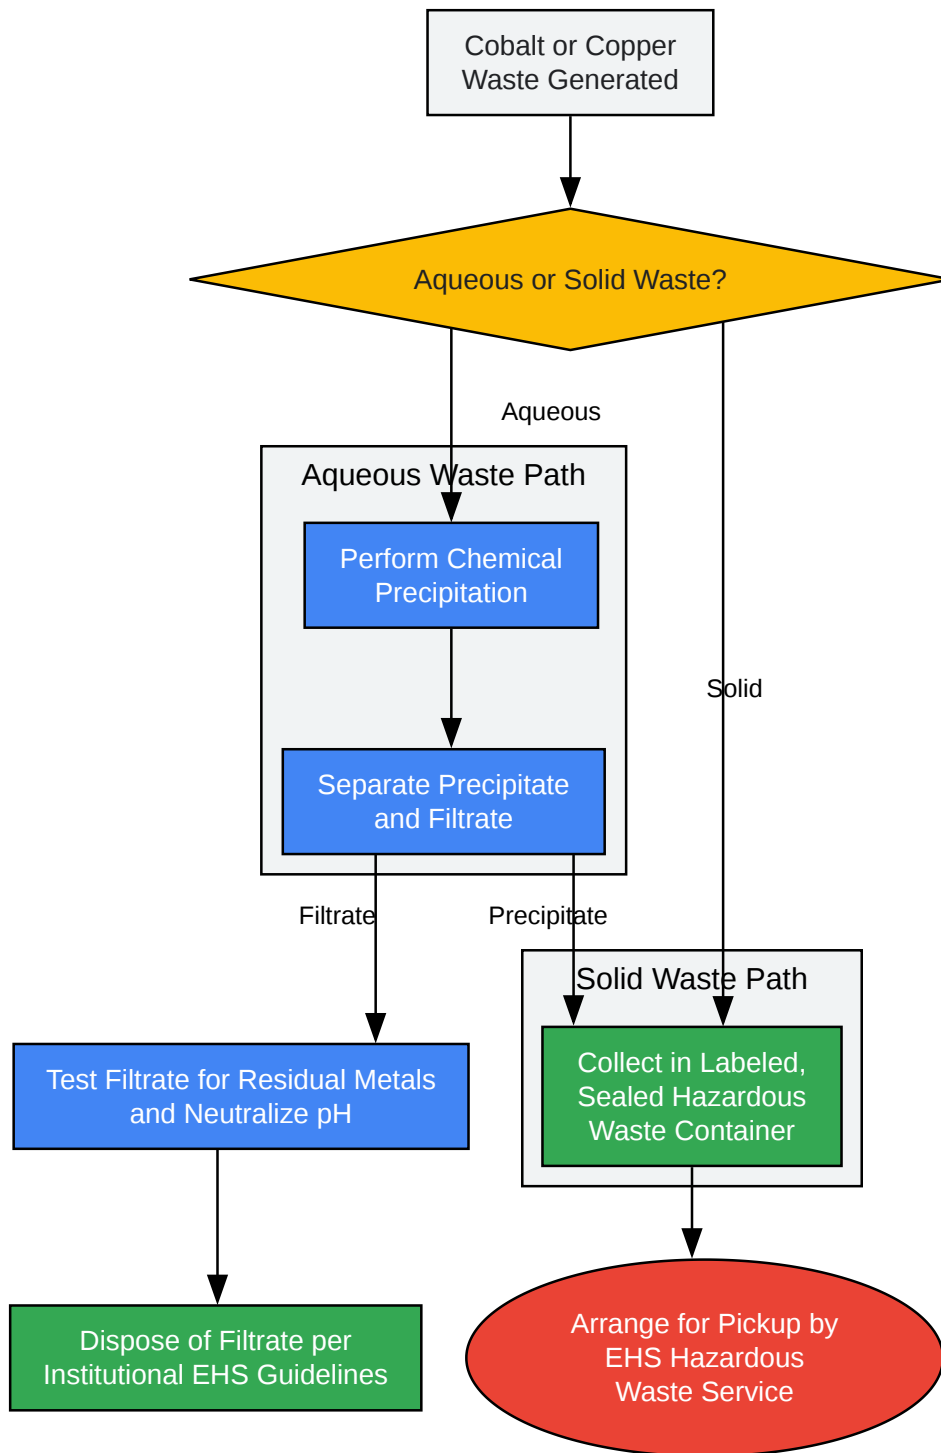 Cobalt or Copper
Waste Generated
Aqueous or Solid Waste?
Aqueous
Aqueous Waste Path
Perform Chemical
Precipitation
Solid
Separate Precipitate
and Filtrate
Filtrate
Precipitate
Solid Waste Path
Collect in Labeled,
Sealed Hazardous
Waste Container
Test Filtrate for Residual Metals
and Neutralize pH
Dispose of Filtrate per
Institutional EHS Guidelines
Arrange for Pickup by
EHS Hazardous
Waste Service